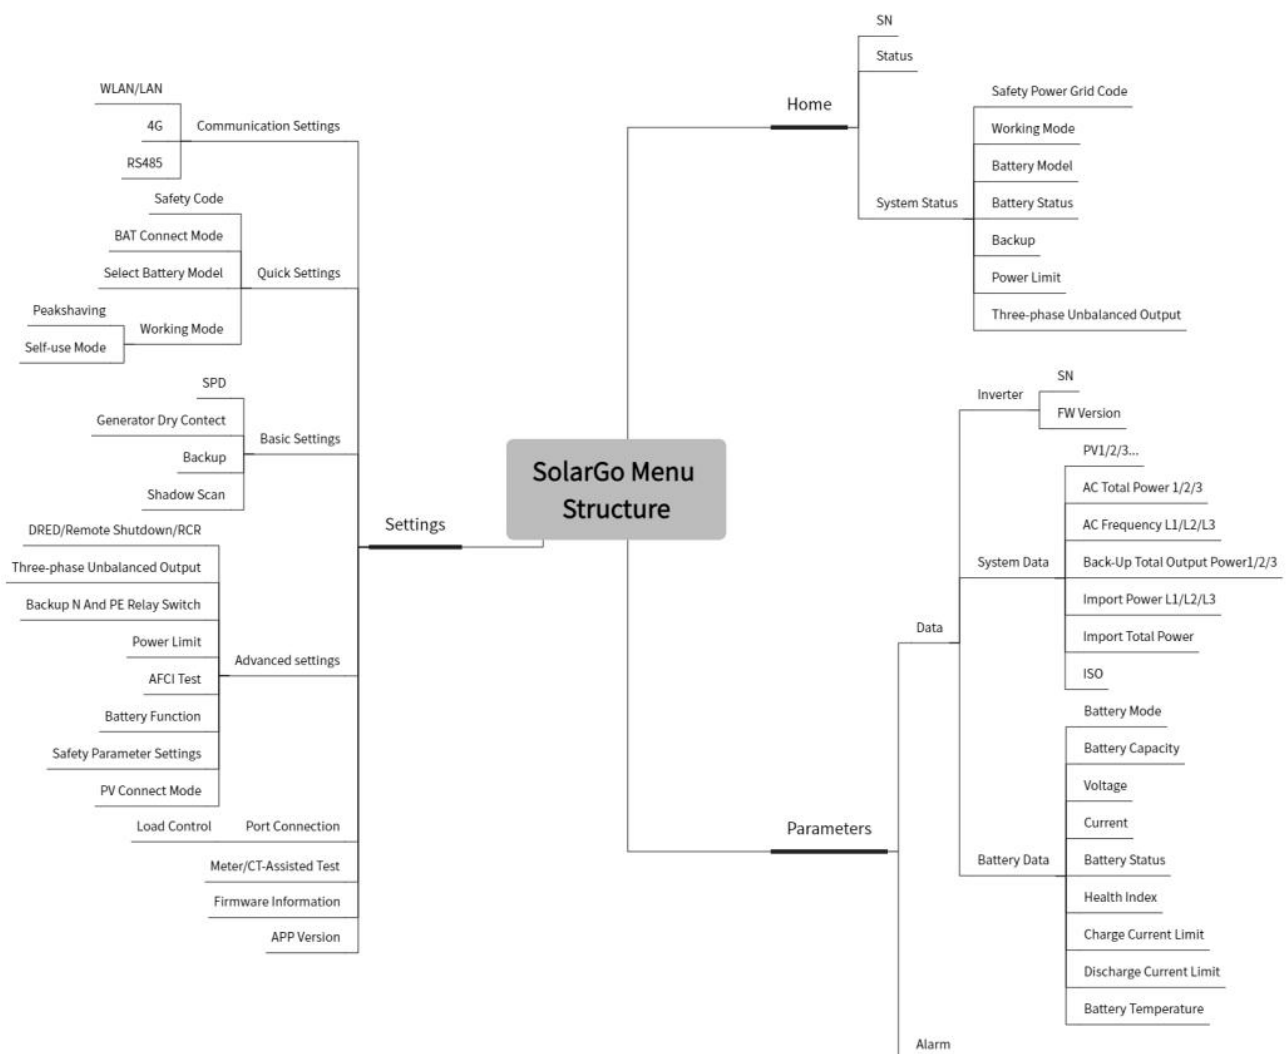 SolarGo Menu
Structure
Home
SN
Status
System Status
Safety Power Grid Code
Working Mode
Battery Model
Battery Status
Backup
Power Limit
Three-phase Unbalanced Output
Parameters
Data
Inverter
SN
FW Version
System Data
PV1/2/3...
AC Total Power 1/2/3
AC Frequency L1/L2/L3
Back-Up Total Output Power1/2/3
Import Power L1/L2/L3
Import Total Power
ISO
Battery Data
Battery Mode
Battery Capacity
Voltage
Current
Battery Status
Health Index
Charge Current Limit
Discharge Current Limit
Battery Temperature
Alarm
Settings
Communication Settings
WLAN/LAN
4G
RS485
Quick Settings
Safety Code
BAT Connect Mode
Select Battery Model
Working Mode
Peakshaving
Self-use Mode
Basic Settings
SPD
Generator Dry Contect
Backup
Shadow Scan
Advanced settings
DRED/Remote Shutdown/RCR
Three-phase Unbalanced Output
Backup N And PE Relay Switch
Power Limit
AFCI Test
Battery Function
Safety Parameter Settings
PV Connect Mode
Port Connection
Load Control
Meter/CT-Assisted Test
Firmware Information
APP Version